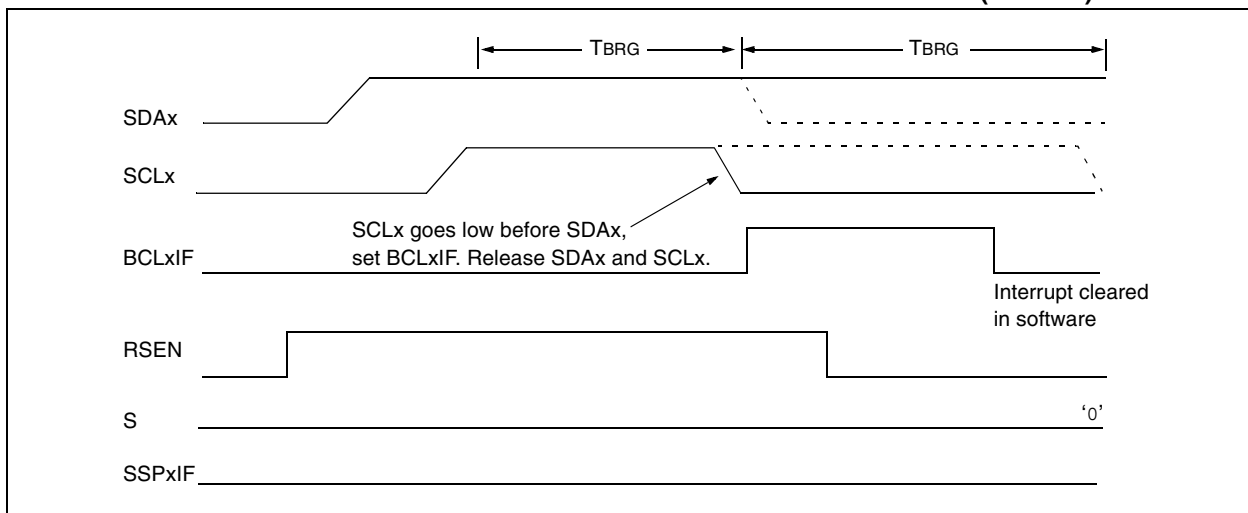 TBRG TBRG
SDAx
SCLx
SCLx goes low before SDAx,
set BCLxIF. Release SDAx and SCLx.
BCLxIF
Interrupt cleared
in software
RSEN
S
‘0’
SSPxIF